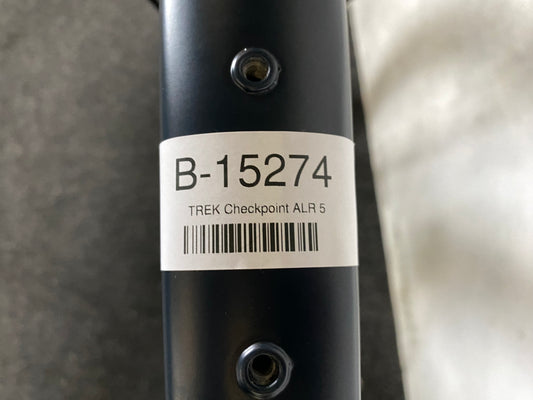 B-15274
TREK Checkpoint ALR 5